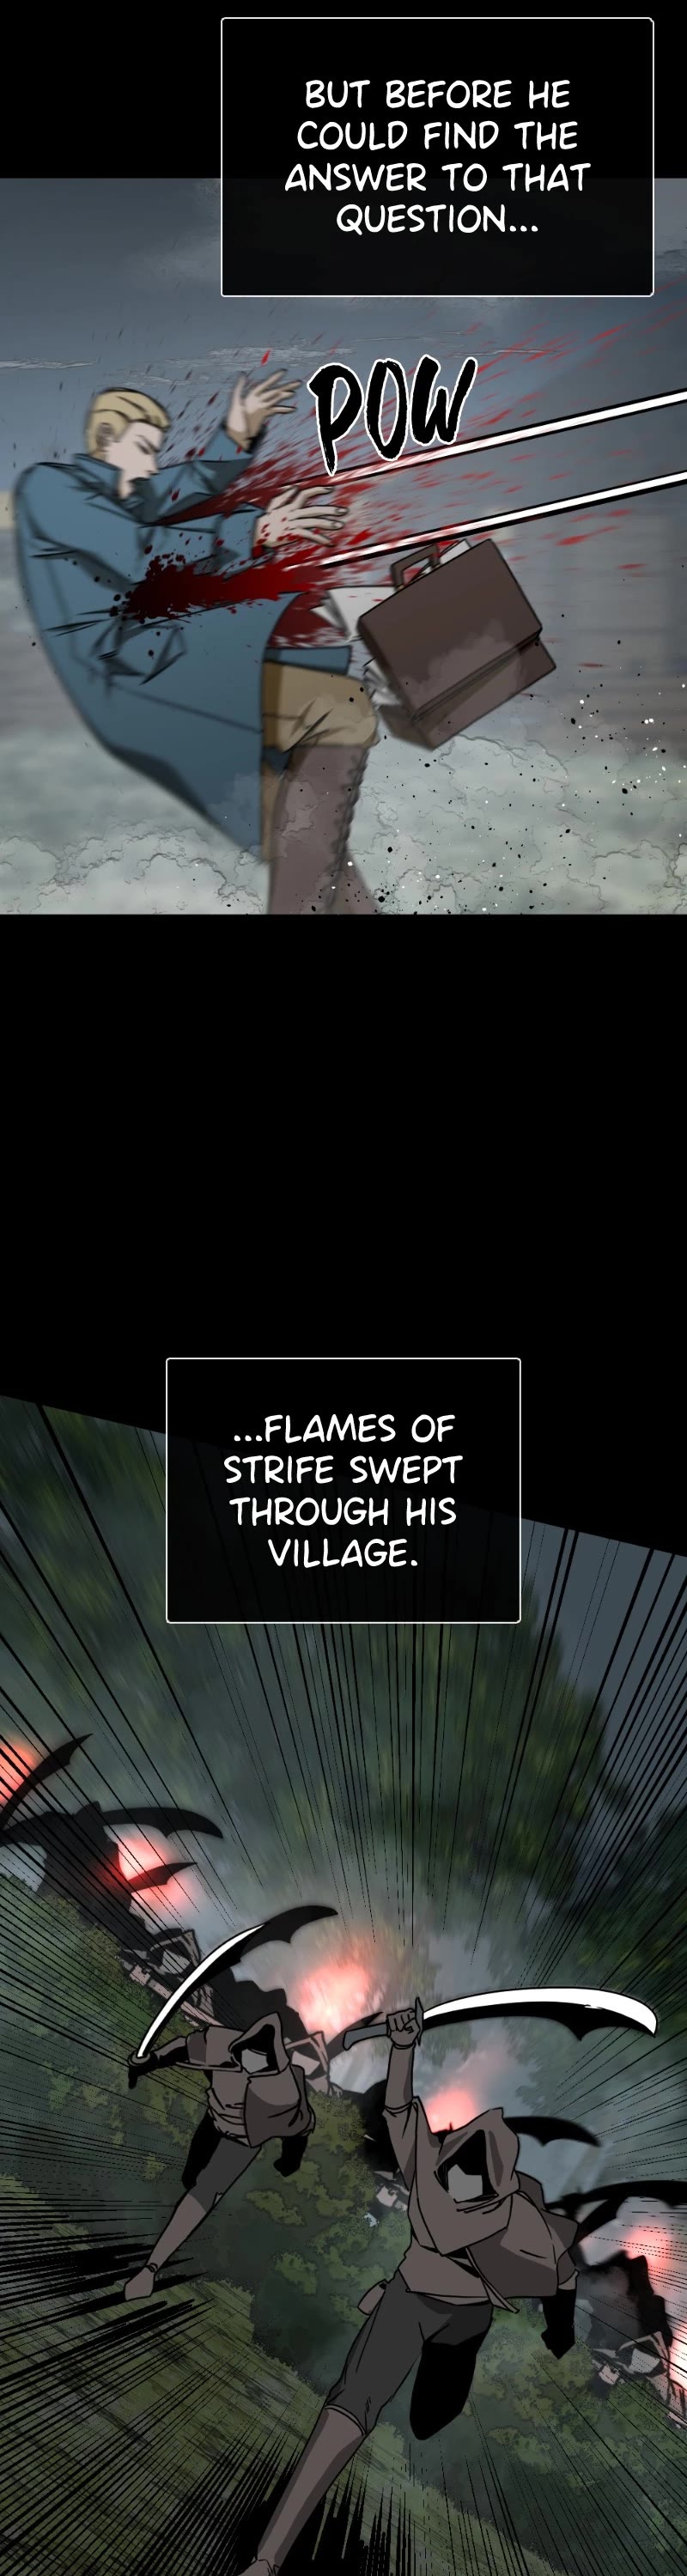 BUT BEFORE HE
COULD FIND THE
ANSWER TO THAT
QUESTION...
POW
...FLAMES OF
STRIFE SWEPT
THROUGH HIS
VILLAGE.